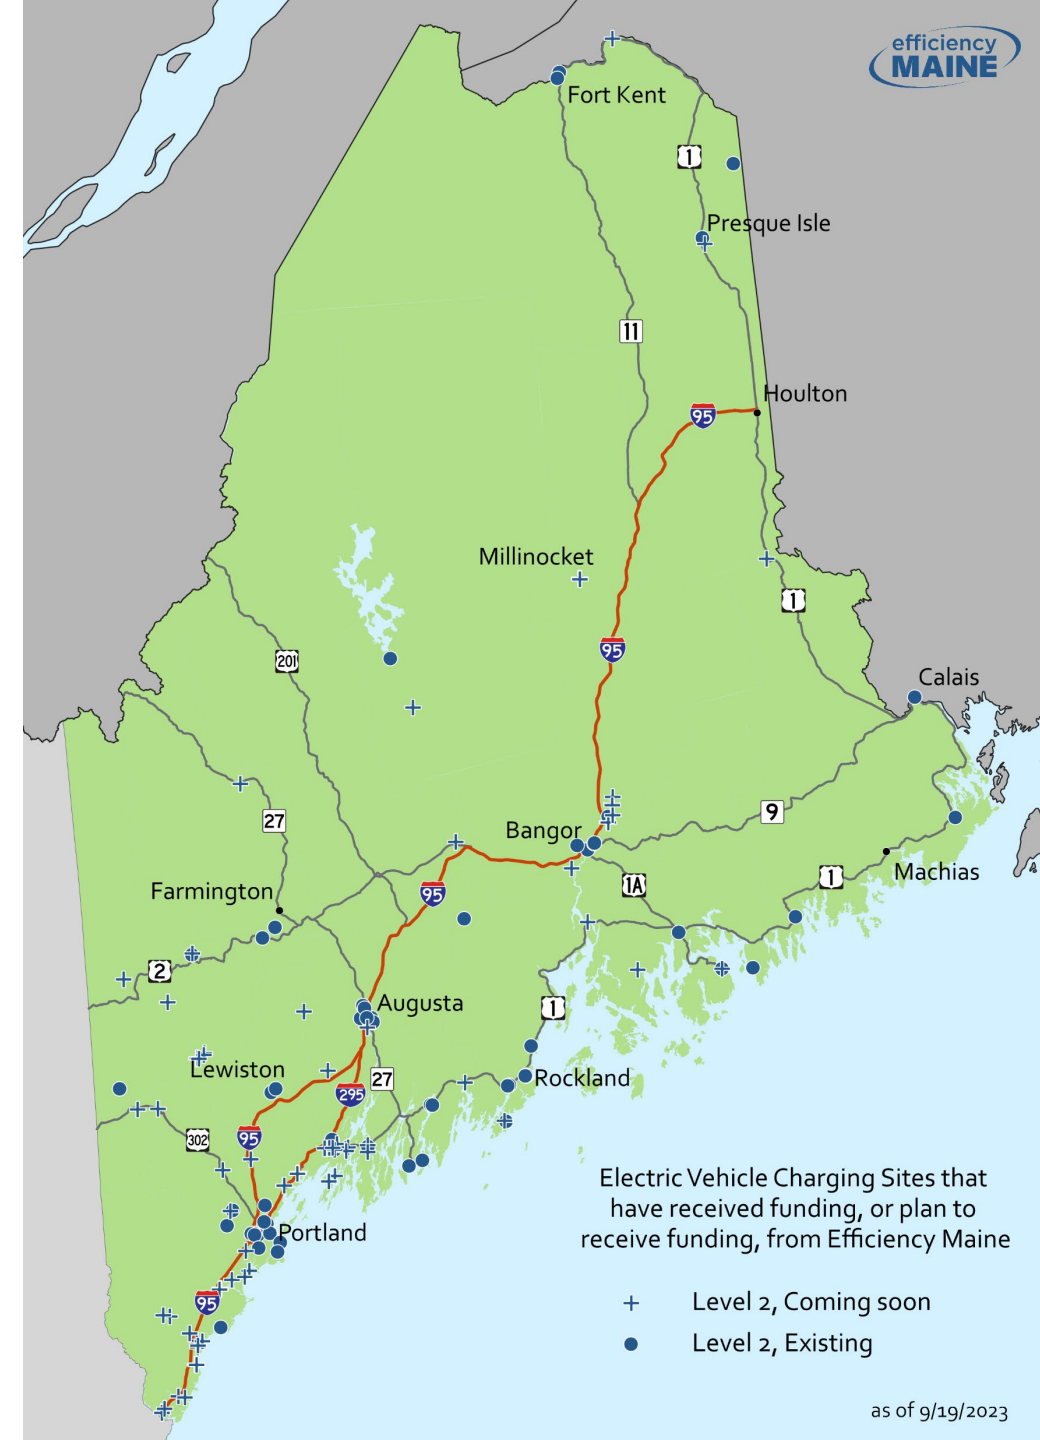 efficiency
MAINE
Fort Kent
1
Presque Isle
11
Houlton
95
Millinocket
1
95
201
Calais
27
9
Bangor
Machias
1
1A
95
Farmington
2
Augusta
1
Lewiston
27
Rockland
295
302
95
Electric Vehicle Charging Sites that
have received funding, or plan to
receive funding, from Efficiency Maine
Portland
95
Level 2, Coming soon
Level 2, Existing
as of 9/19/2023